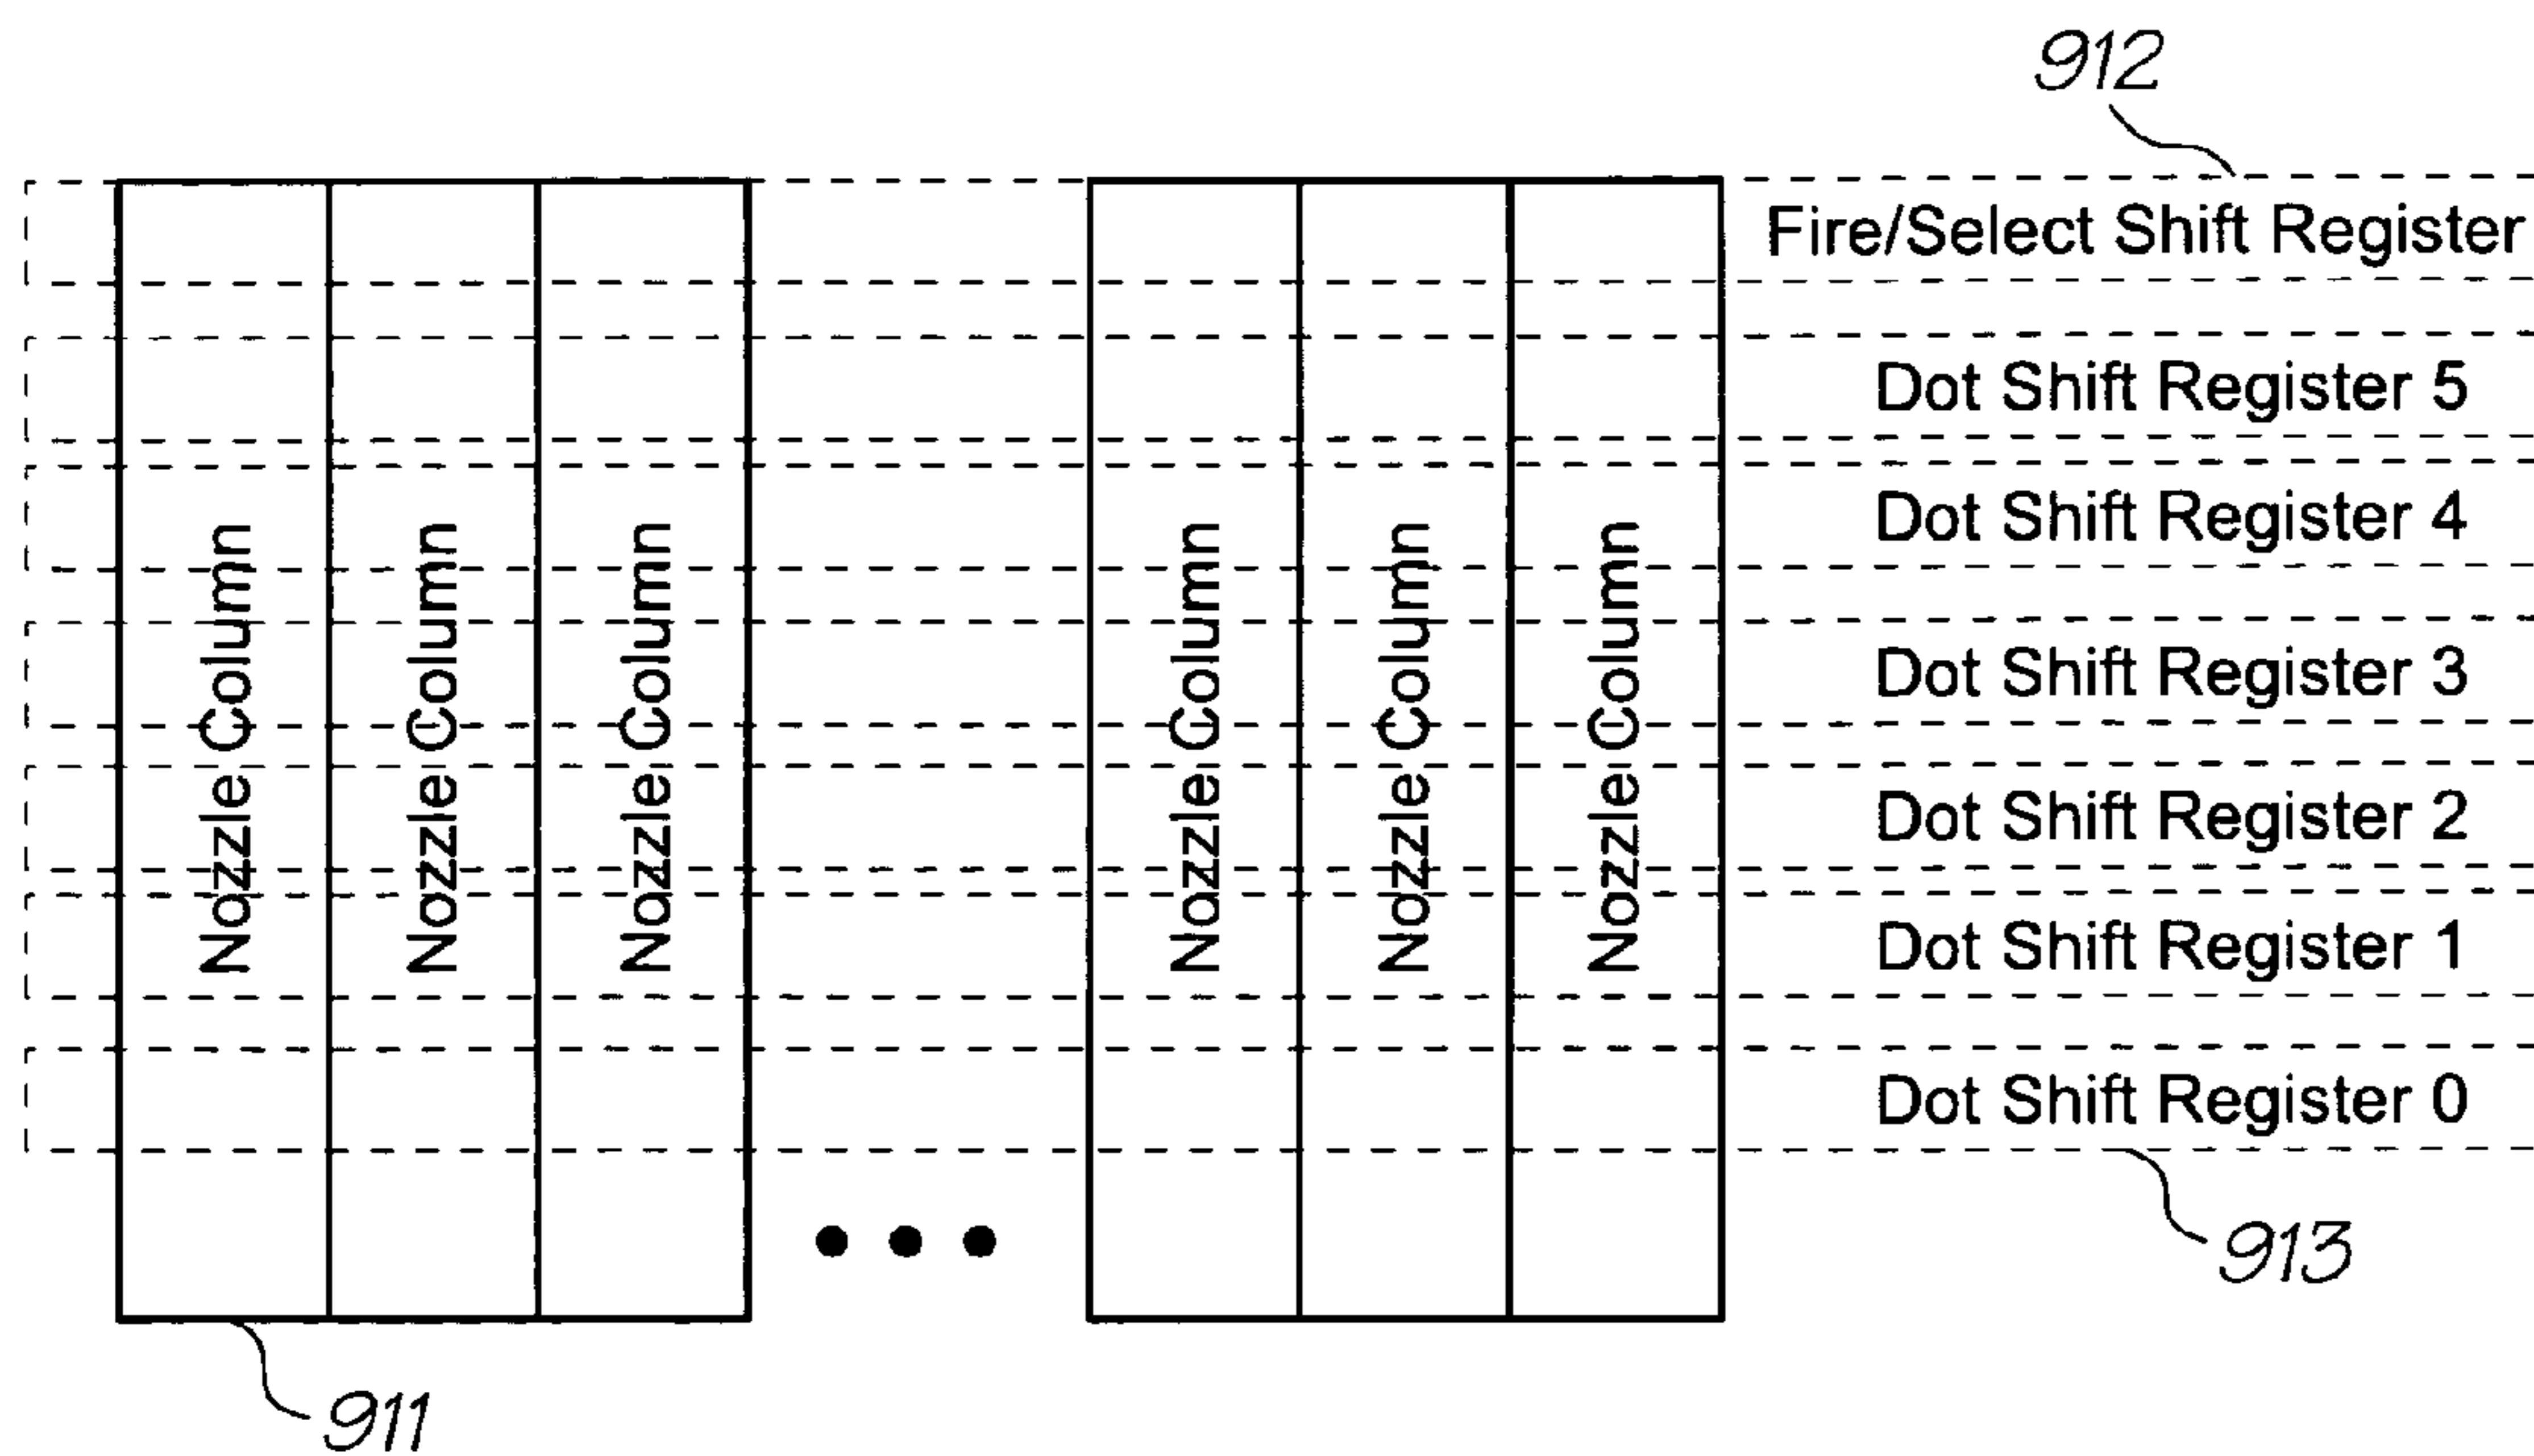 912
Fire/Select Shift Register
Dot Shift Register 5
Dot Shift Register 4
Dot Shift Register 3
Dot Shift Register 2
Dot Shift Register 1
Dot Shift Register 0
Nozzle Column
Nozzle Column
Nozzle Column
Nozzle Column
Nozzle Column
Nozzle Column
913
911